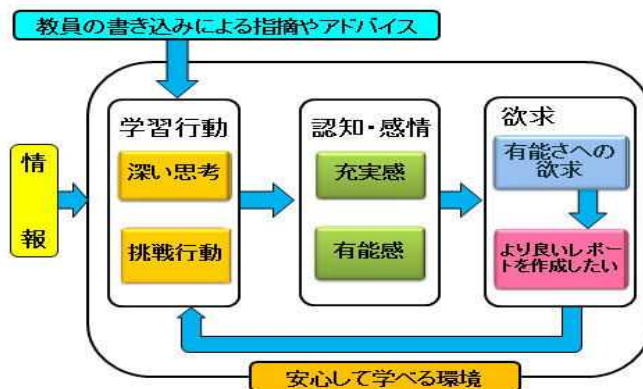 教員の書き込みによる指摘やアドバイス
情
報
学習行動
深い思考
挑戦行動
認知・感情
充実感
有能感
欲求
有能さへの
欲求
より良いレポー
トを作成したい
安心して学べる環境